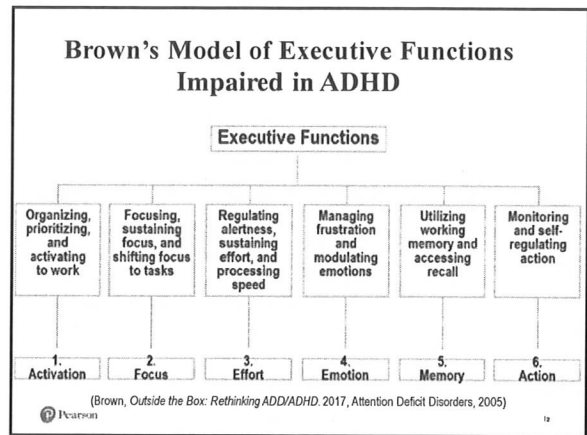 Brown's Model of Executive Functions
Impaired in ADHD
Executive Functions
Organizing,
prioritizing,
and
activating
to work
Focusing,
sustaining
focus, and
shifting focus
to tasks
Regulating
alertness,
sustaining
effort, and
processing
speed
Managing
frustration
and
modulating
emotions
Utilizing
working
memory and
accessing
recall
Monitoring
and self-
regulating
action
1.
Activation
2.
Focus
3.
Effort
4.
Emotion
5.
Memory
6.
Action
(Brown, Outside the Box: Rethinking ADD/ADHD. 2017, Attention Deficit Disorders, 2005)
Pearson
12